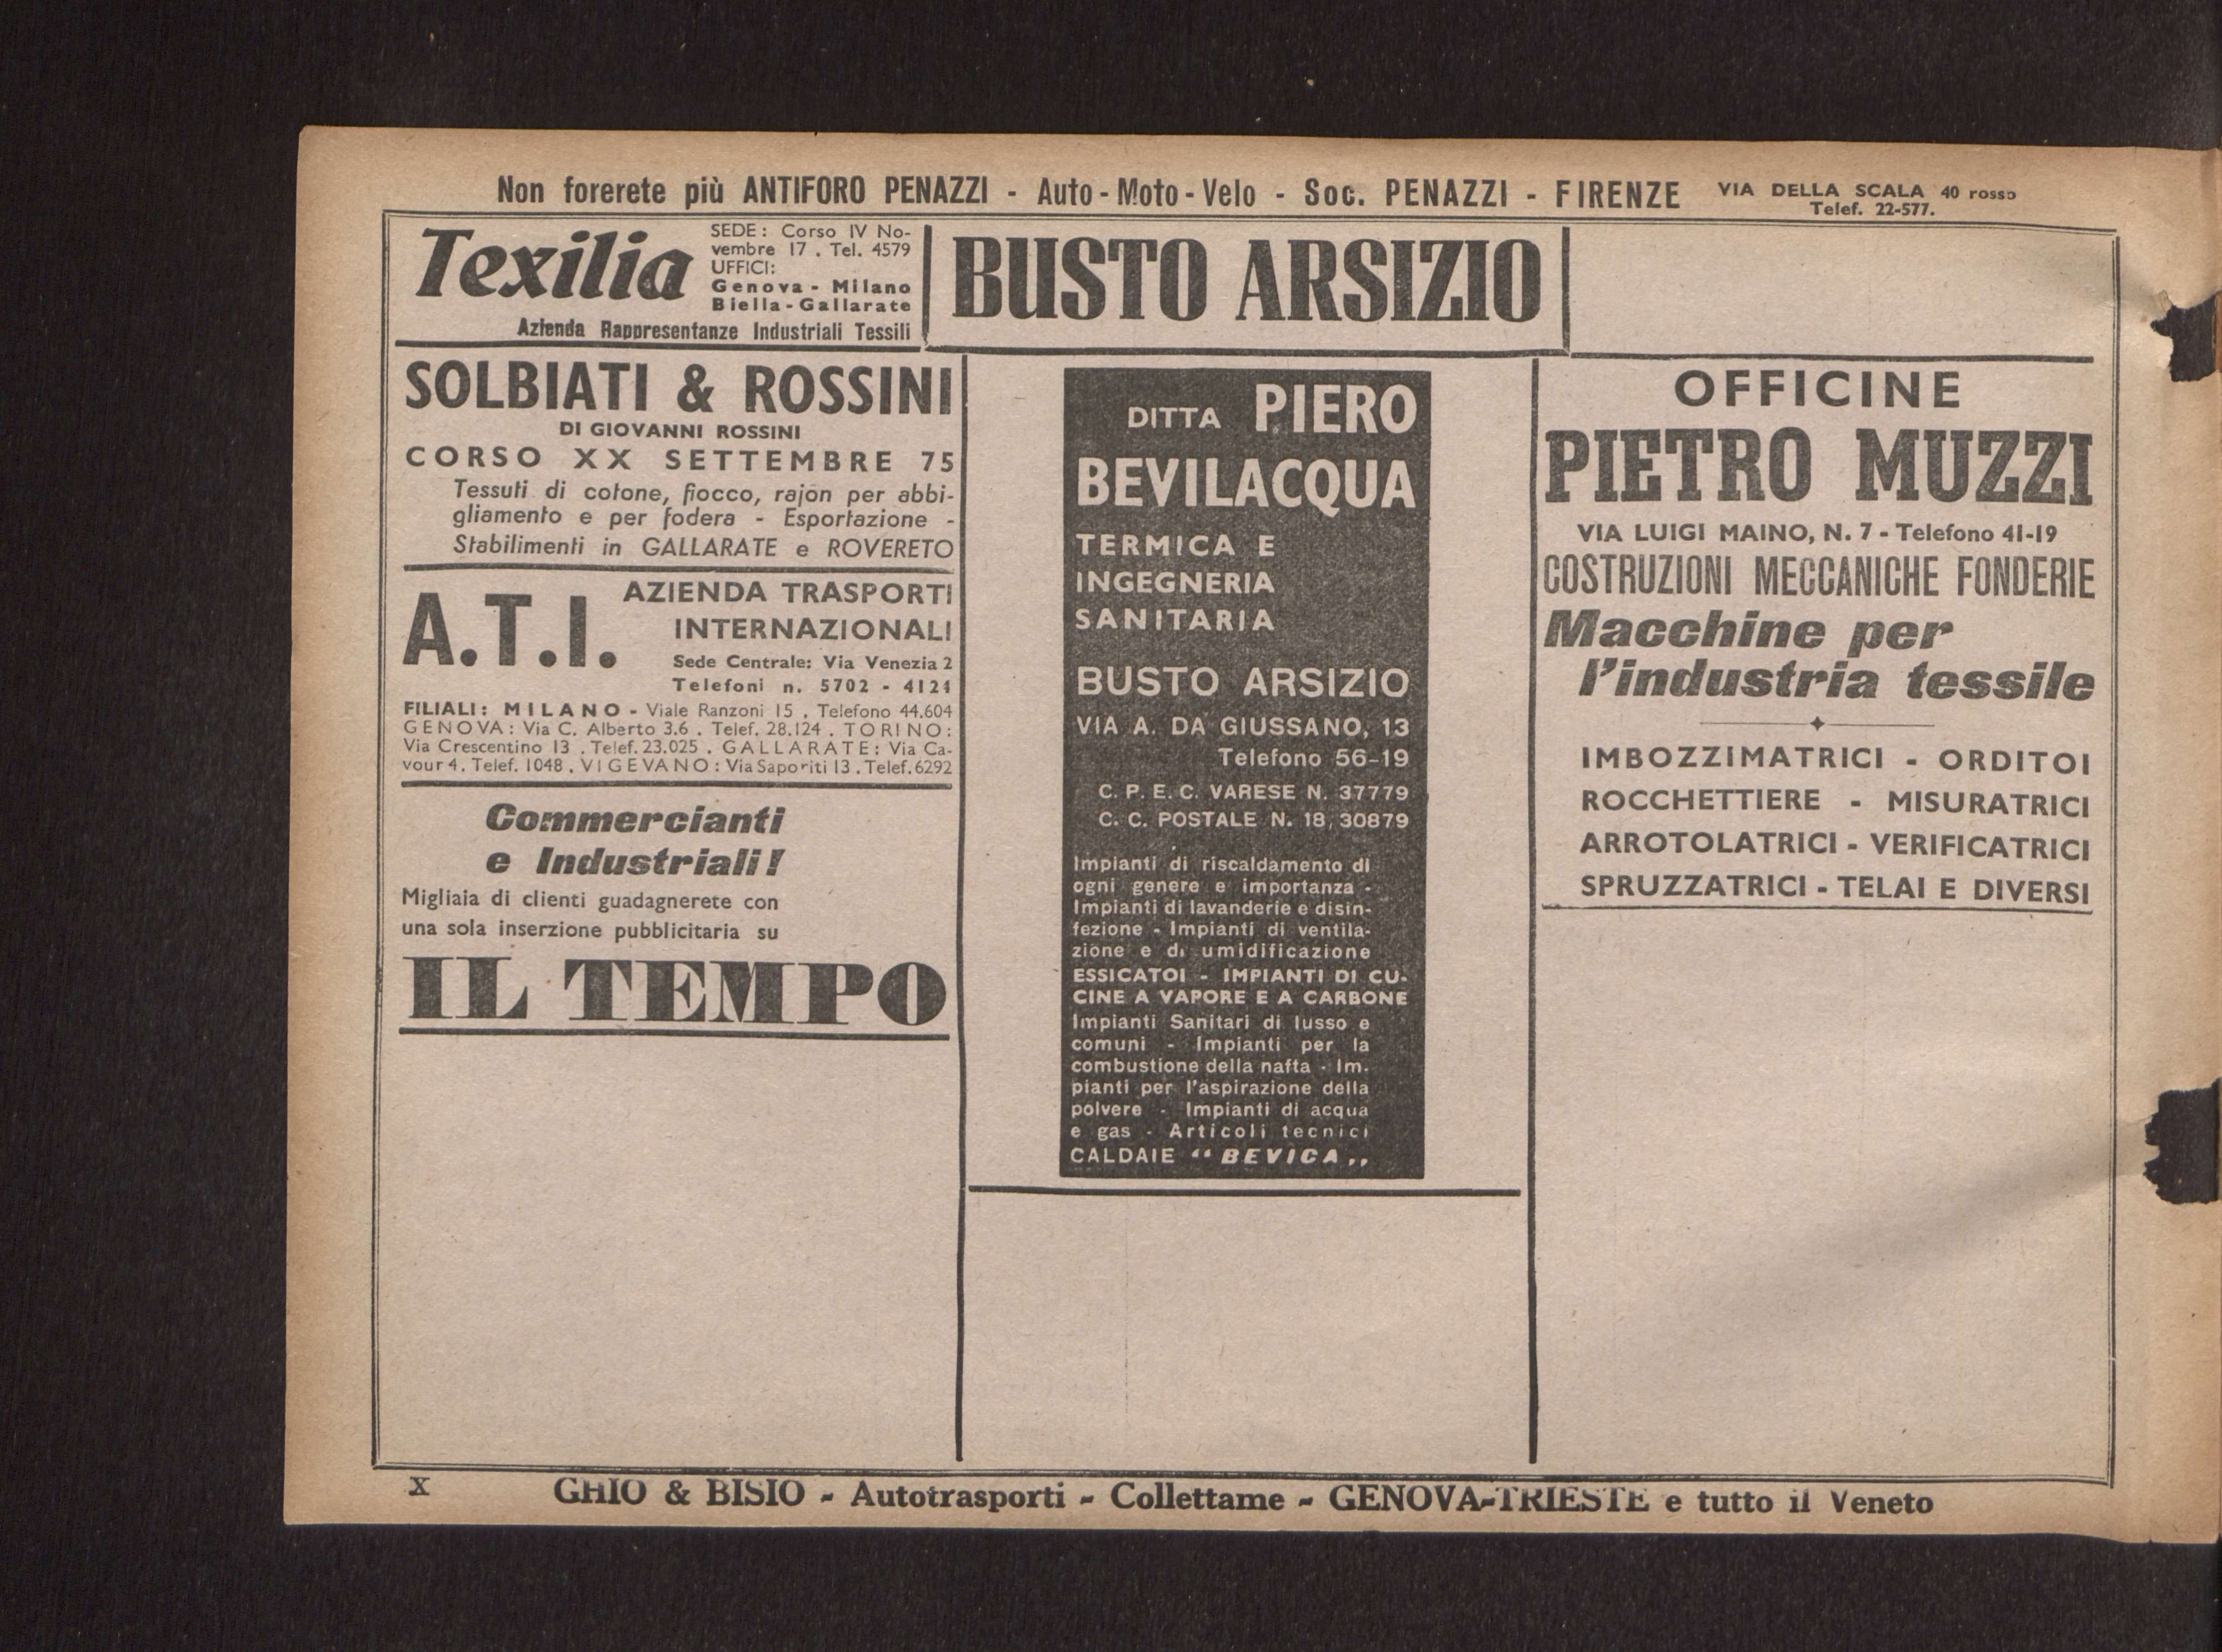 Non forerete più ANTIFORO PENAZZI - Auto - Moto - Velo - Soc. PENAZZI - FIRENZE VIA DELLA SCALA 40 rosso
Telef. 22-577.
Texilia
SEDE: Corso IV No-
vembre 17 . Tel. 4579
UFFICI:
Genova - Milano
Biella - Gallarate
Azienda Rappresentanze Industriali Tessili
BUSTO ARSIZIO
SOLBIATI & ROSSINI
DI GIOVANNI ROSSINI
CORSO XX SETTEMBRE 75
Tessuti di cotone, fiocco, rajon per abbi-
gliamento e per fodera - Esportazione -
Stabilimenti in GALLARATE e ROVERETO
A.T.I.
AZIENDA TRASPORTI
INTERNAZIONALI
Sede Centrale: Via Venezia 2
Telefoni n. 5702 - 4121
FILIALI: MILANO - Viale Ranzoni 15 . Telefono 44.604
GENOVA: Via C. Alberto 3.6 . Telef. 28.124 . TORINO:
Via Crescentino 13 . Telef. 23.025 . GALLARATE: Via Ca-
vour 4. Telef. 1048 . VIGEVANO: Via Saporiti 13 . Telef. 6292
Commercianti
e Industriali!
Migliaia di clienti guadagnerete con
una sola inserzione pubblicitaria su
IL TEMPO
DITTA PIERO
BEVILACQUA
TERMICA E
INGEGNERIA
SANITARIA
BUSTO ARSIZIO
VIA A. DA GIUSSANO, 13
Telefono 56-19
C. P. E. C. VARESE N. 37779
C. C. POSTALE N. 18,30879
Impianti di riscaldamento di
ogni genere e importanza -
Impianti di lavanderie e disin-
fezione - Impianti di ventila-
zione e di umidificazione
ESSICATOI - IMPIANTI DI CU-
CINE A VAPORE E A CARBONE
Impianti Sanitari di lusso e
comuni - Impianti per la
combustione della nafta - Im-
pianti per l'aspirazione della
polvere - Impianti di acqua
e gas - Articoli tecnici
CALDAIE “ BEVICA „
OFFICINE
PIETRO MUZZI
VIA LUIGI MAINO, N. 7 - Telefono 41-19
COSTRUZIONI MECCANICHE FONDERIE
Macchine per
l'industria tessile
IMBOZZIMATRICI - ORDITOI
ROCCHETTIERE - MISURATRICI
ARROTOLATRICI - VERIFICATRICI
SPRUZZATRICI - TELAI E DIVERSI
X GHIO & BISIO - Autotrasporti - Collettame - GENOVA-TRIESTE e tutto il Veneto